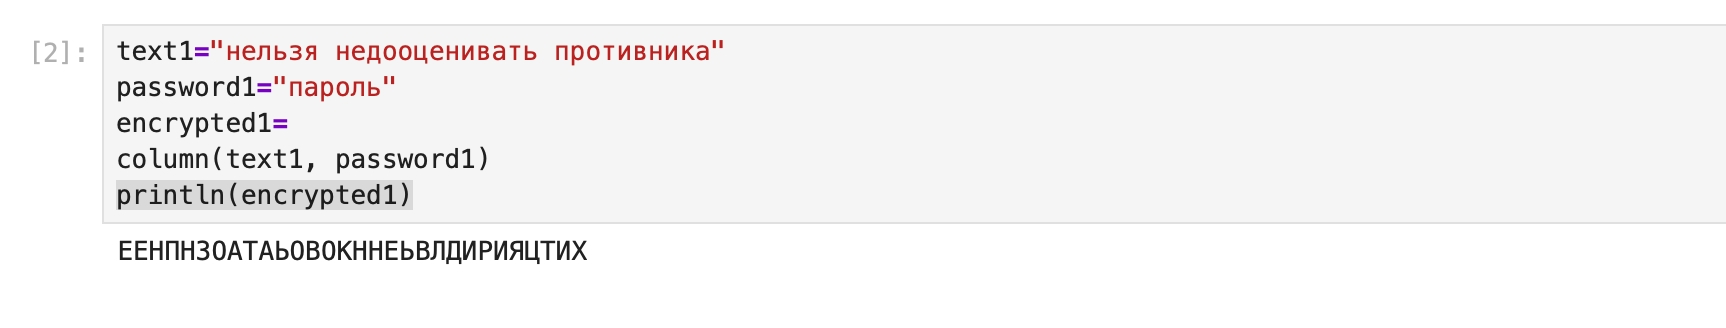 [2]:
text1="нельзя недооценивать противника"
password1="пароль"
encrypted1=
column(text1, password1)
println(encrypted1)
ЕЕНПНЗОАТАЬОВОКННЕЬВЛДИРИЯЦТИХ